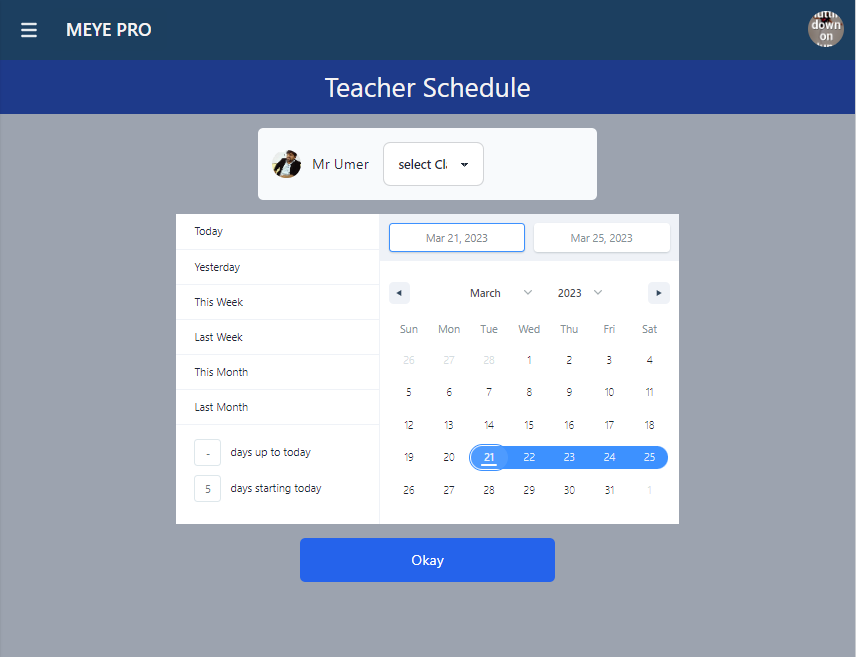 MEYE PRO
down
on
Teacher Schedule
Mr Umer
select Cl
Today
Yesterday
This Week
Last Week
This Month
Last Month
- days up to today
5 days starting today
Mar 21, 2023 Mar 25, 2023
March 2023
Sun Mon Tue Wed Thu Fri Sat
26 27 28 1 2 3 4
5 6 7 8 9 10 11
12 13 14 15 16 17 18
19 20 21 22 23 24 25
26 27 28 29 30 31 1
Okay